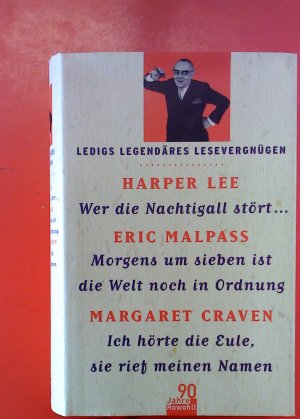 LEDIGS LEGENDÄRES LESEVERGNÜGEN
HARPER LEE
Wer die Nachtigall stört...
ERIC MALPASS
Morgens um sieben ist
die Welt noch in Ordnung
MARGARET CRAVEN
Ich hörte die Eule,
sie rief meinen Namen
90
Jahre
Rowohlt